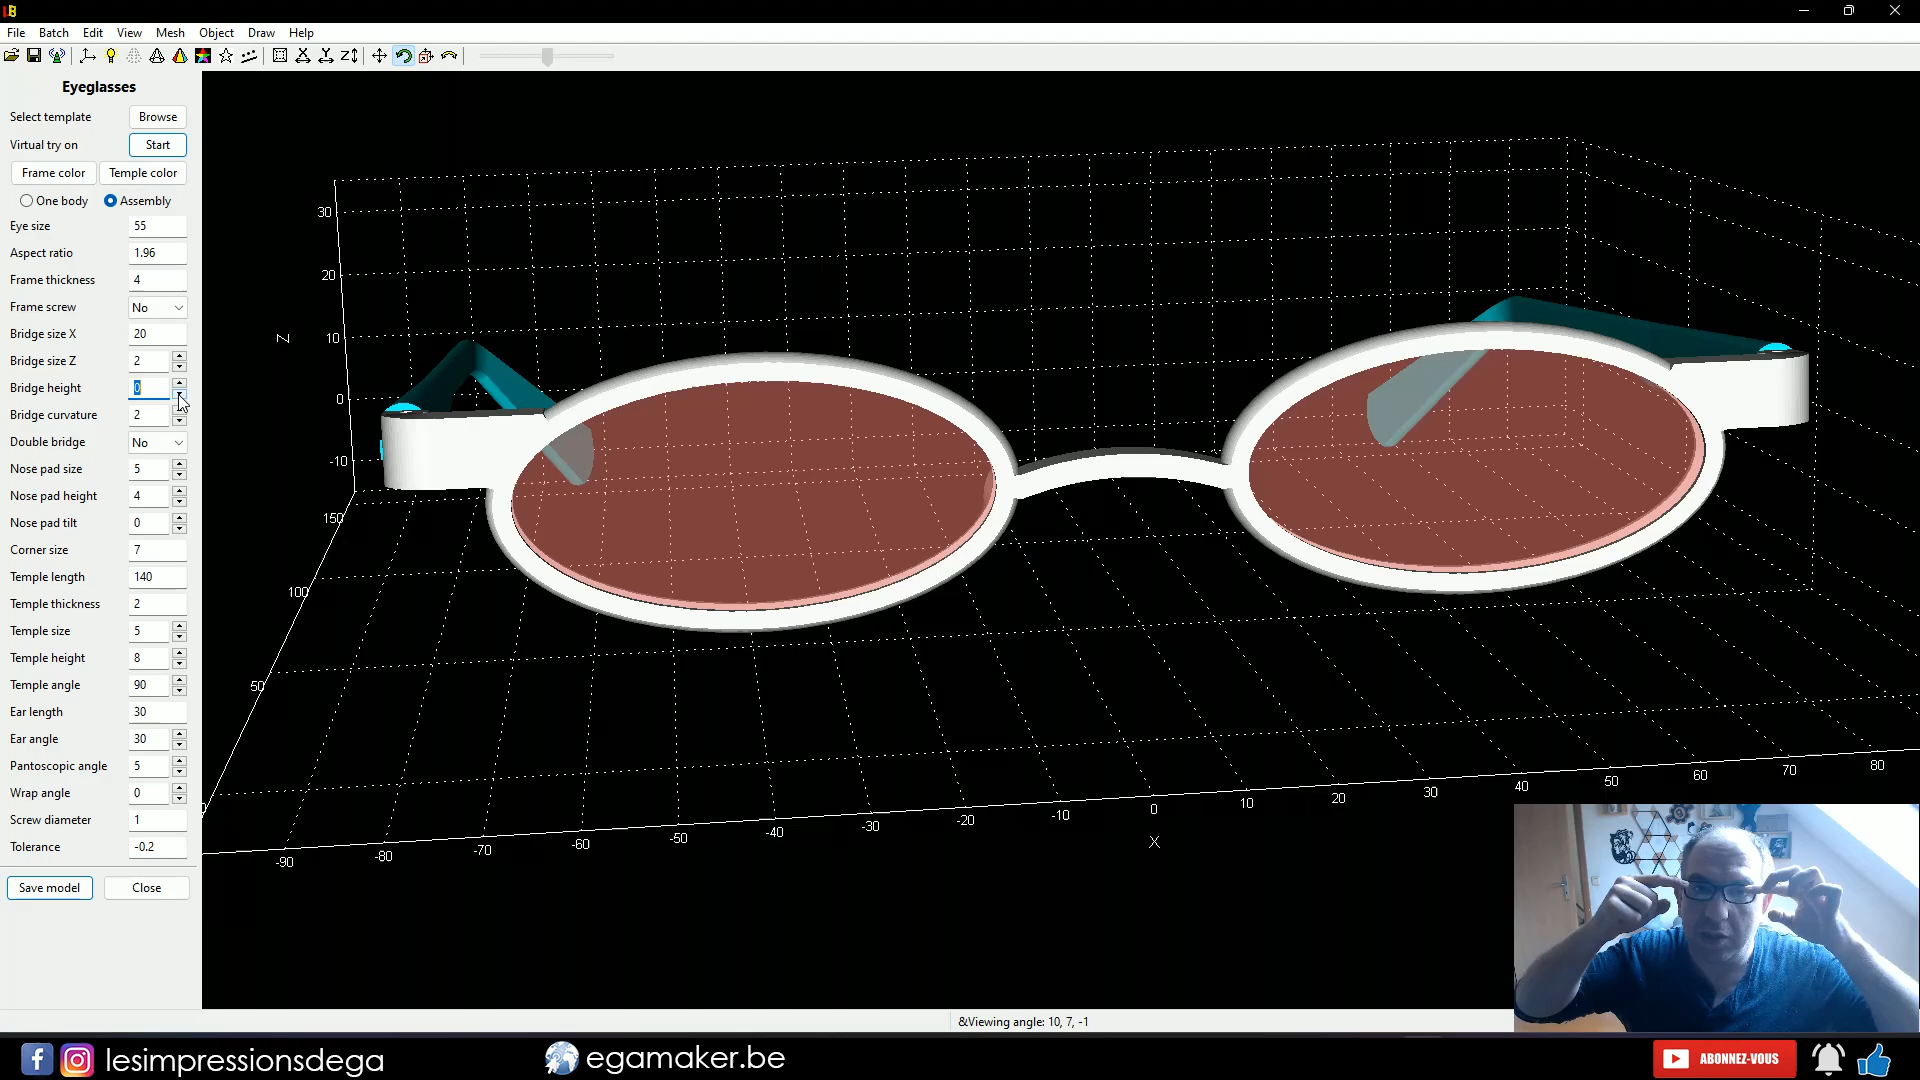 File Batch Edit View Mesh Object Draw Help
Eyeglasses
Select template Browse
Virtual try on Start
Frame color Temple color
One body Assembly
Eye size 55
Aspect ratio 1.96
Frame thickness 4
Frame screw No
Bridge size X 20
Bridge size Z 2
Bridge height 0
Bridge curvature 2
Double bridge No
Nose pad size 5
Nose pad height 4
Nose pad tilt 0
Corner size 7
Temple length 140
Temple thickness 2
Temple size 5
Temple height 8
Temple angle 90
Ear length 30
Ear angle 30
Pantoscopic angle 5
Wrap angle 0
Screw diameter 1
Tolerance -0.2
Save model Close
30
20
10
0
-10
Z
150
100
50
-90 -80 -70 -60 -50 -40 -30 -20 -10 0 10 20 30 40 50 60 70 80
X
&Viewing angle: 10, 7, -1
lesimpressionsdega
egamaker.be
ABONNEZ-VOUS